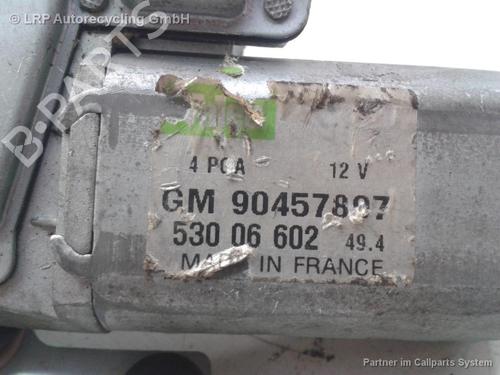 © LRP Autorecycling GmbH
B-PARTS
4 PGA 12 V
GM 90457897
530 06 602 49.4
MADE IN FRANCE
Partner im Callparts System